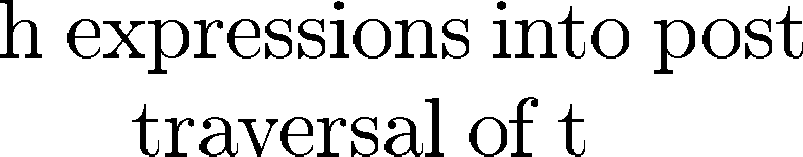 h expressions into post
traversal of t